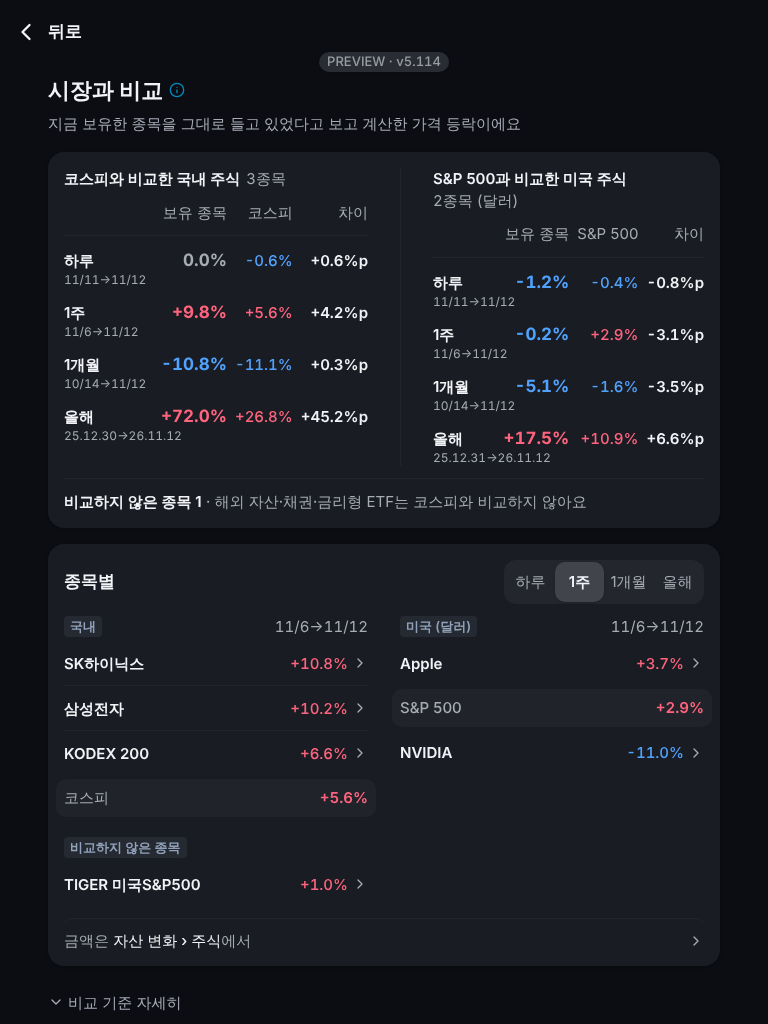 뒤로
PREVIEW · v5.114
시장과 비교
지금 보유한 종목을 그대로 들고 있었다고 보고 계산한 가격 등락이에요
코스피와 비교한 국내 주식 3종목
보유 종목 코스피 차이
하루 0.0% -0.6% +0.6%p
11/11→11/12
1주 +9.8% +5.6% +4.2%p
11/6→11/12
1개월 -10.8% -11.1% +0.3%p
10/14→11/12
올해 +72.0% +26.8% +45.2%p
25.12.30→26.11.12
S&P 500과 비교한 미국 주식
2종목 (달러)
보유 종목 S&P 500 차이
하루 -1.2% -0.4% -0.8%p
11/11→11/12
1주 -0.2% +2.9% -3.1%p
11/6→11/12
1개월 -5.1% -1.6% -3.5%p
10/14→11/12
올해 +17.5% +10.9% +6.6%p
25.12.31→26.11.12
비교하지 않은 종목 1 · 해외 자산·채권·금리형 ETF는 코스피와 비교하지 않아요
종목별
하루 1주 1개월 올해
국내 11/6→11/12
SK하이닉스 +10.8%
삼성전자 +10.2%
KODEX 200 +6.6%
코스피 +5.6%
비교하지 않은 종목
TIGER 미국S&P500 +1.0%
미국 (달러) 11/6→11/12
Apple +3.7%
S&P 500 +2.9%
NVIDIA -11.0%
금액은 자산 변화 › 주식에서
비교 기준 자세히